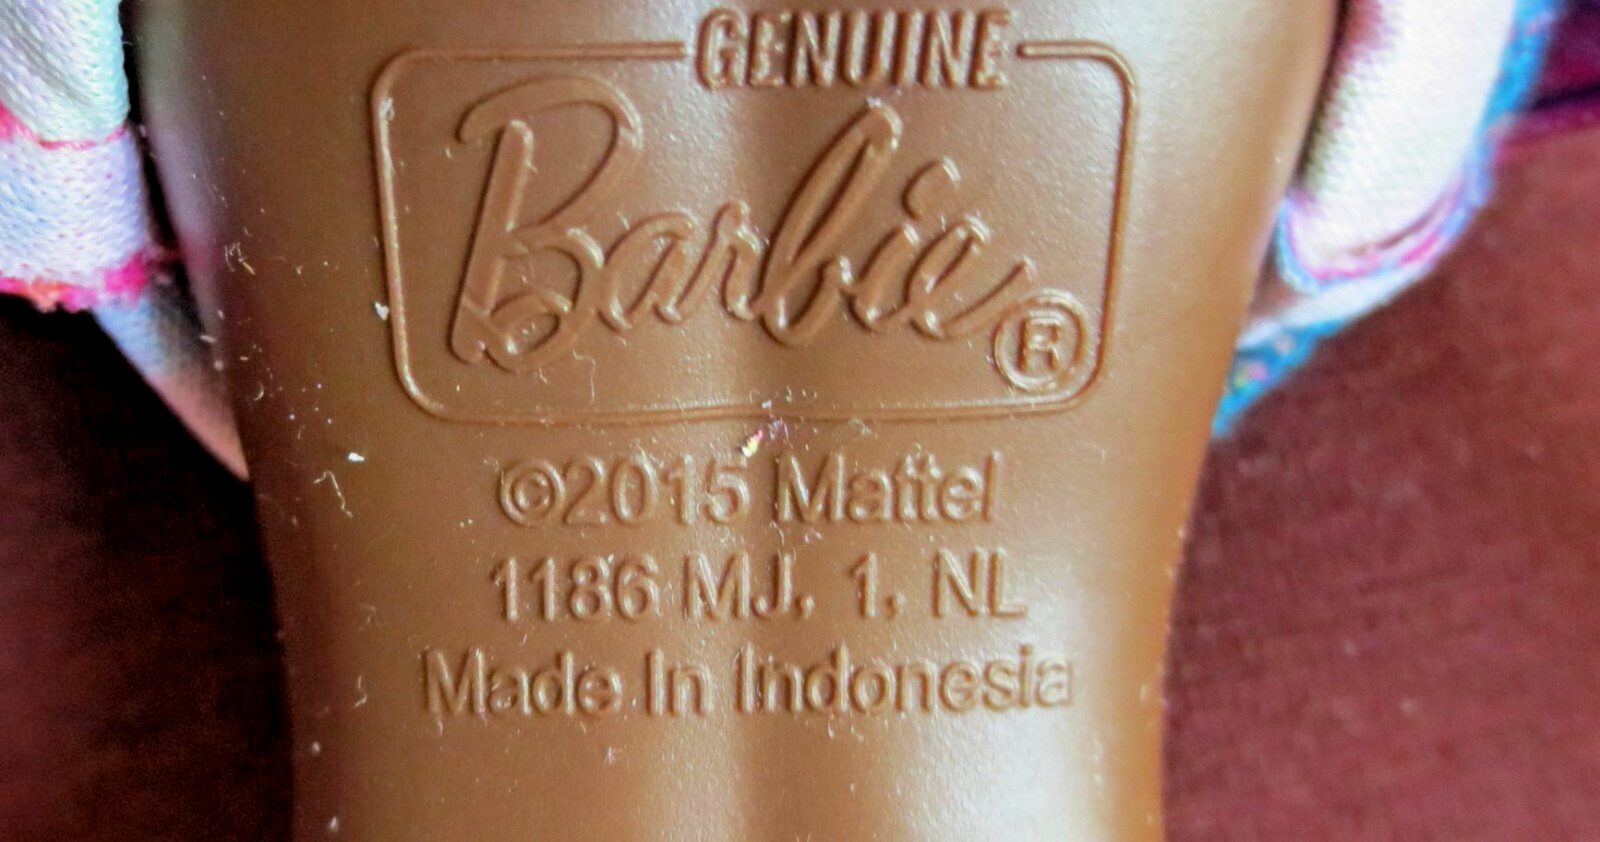 GENUINE
Barbie®
©2015 Mattel
1186 MJ, 1, NL
Made In Indonesia